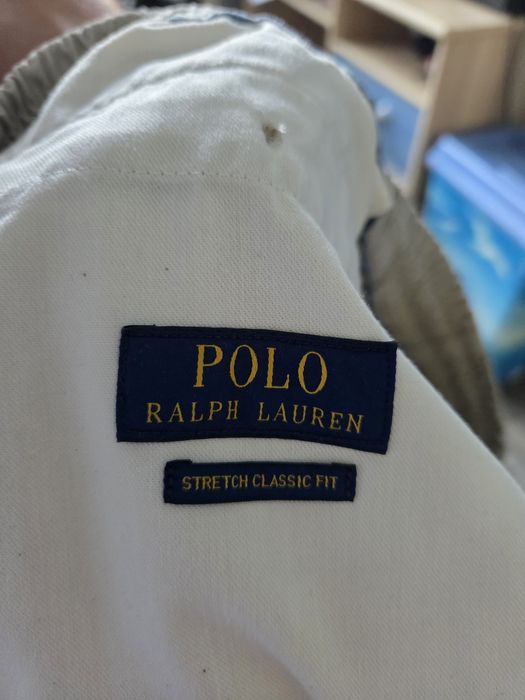 POLO
RALPH LAUREN
STRETCH CLASSIC FIT